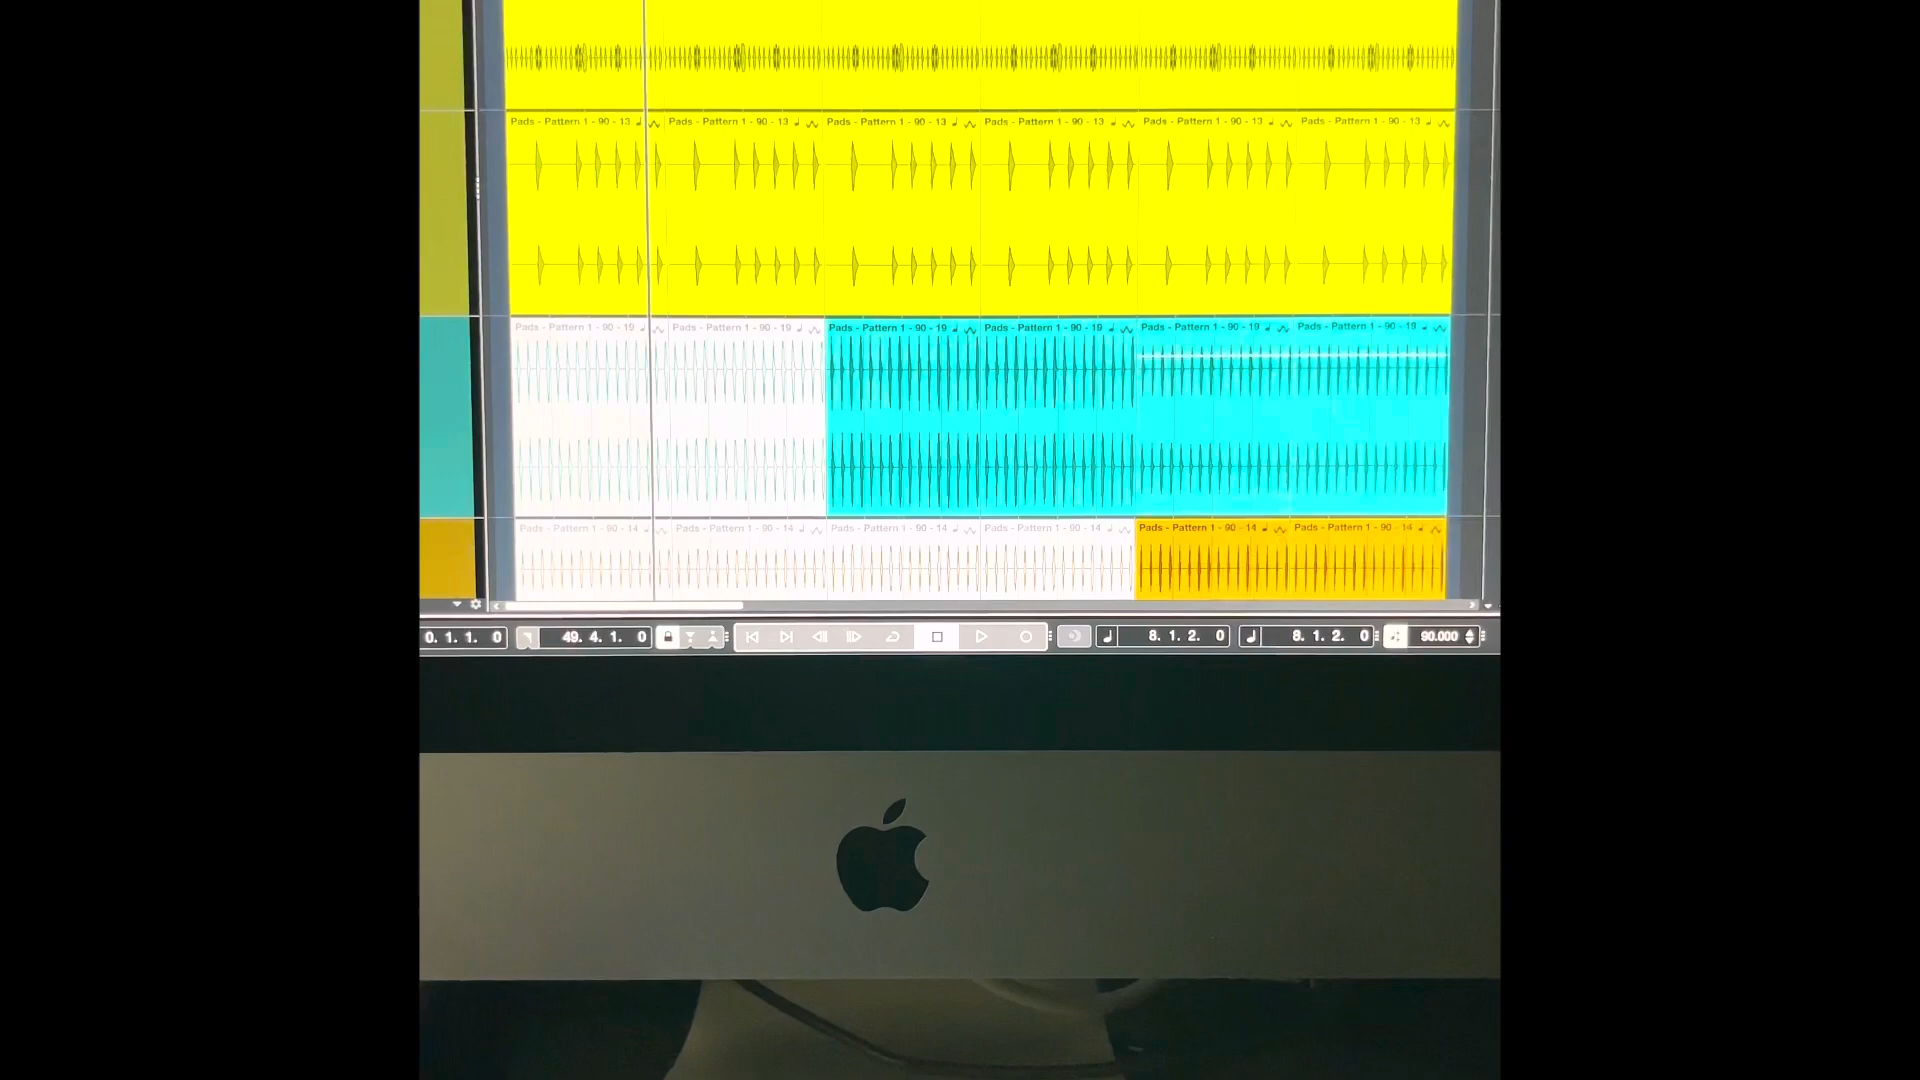 Pads - Pattern 1 - 90 - 13 Pads - Pattern 1 - 90 - 13 Pads - Pattern 1 - 90 - 13 Pads - Pattern 1 - 90 - 13 Pads - Pattern 1 - 90 - 13 Pads - Pattern 1 - 90 - 13
Pads - Pattern 1 - 90 - 19 Pads - Pattern 1 - 90 - 19 Pads - Pattern 1 - 90 - 19 Pads - Pattern 1 - 90 - 19 Pads - Pattern 1 - 90 - 19 Pads - Pattern 1 - 90 - 19
Pads - Pattern 1 - 90 - 14 Pads - Pattern 1 - 90 - 14 Pads - Pattern 1 - 90 - 14 Pads - Pattern 1 - 90 - 14 Pads - Pattern 1 - 90 - 14 Pads - Pattern 1 - 90 - 14
0. 1. 1. 0 49. 4. 1. 0 8. 1. 2. 0 8. 1. 2. 0 90.000